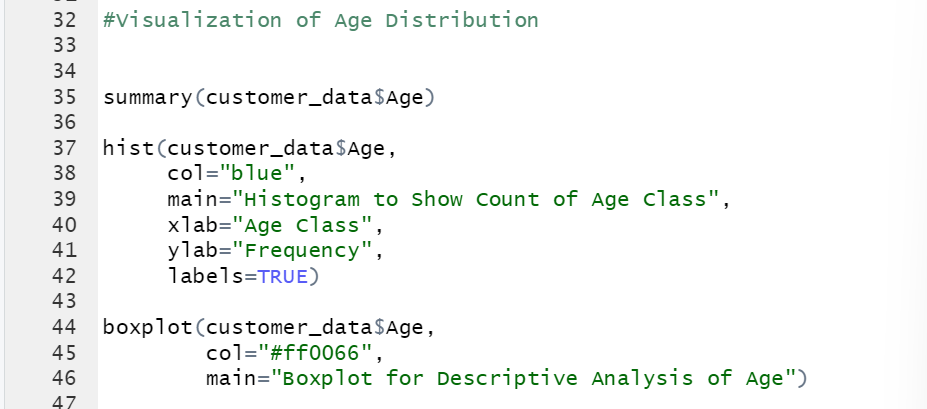 32 #Visualization of Age Distribution
33
34
35 summary(customer_data$Age)
36
37 hist(customer_data$Age,
38 col="blue",
39 main="Histogram to Show Count of Age Class",
40 xlab="Age Class",
41 ylab="Frequency",
42 labels=TRUE)
43
44 boxplot(customer_data$Age,
45 col="#ff0066",
46 main="Boxplot for Descriptive Analysis of Age")
47